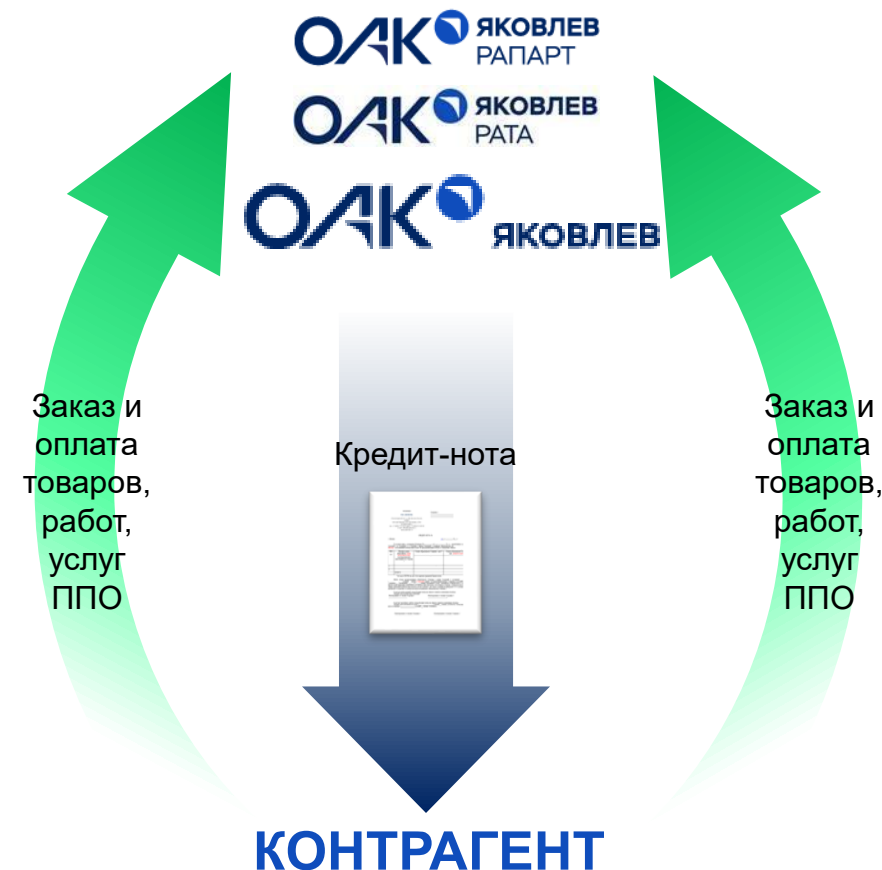 ОАК ЯКОВЛЕВ
РАПАРТ
ОАК ЯКОВЛЕВ
РАТА
ОАК ЯКОВЛЕВ
Заказ и
оплата
товаров,
работ,
услуг
ППО
Кредит-нота
Заказ и
оплата
товаров,
работ,
услуг
ППО
КОНТРАГЕНТ